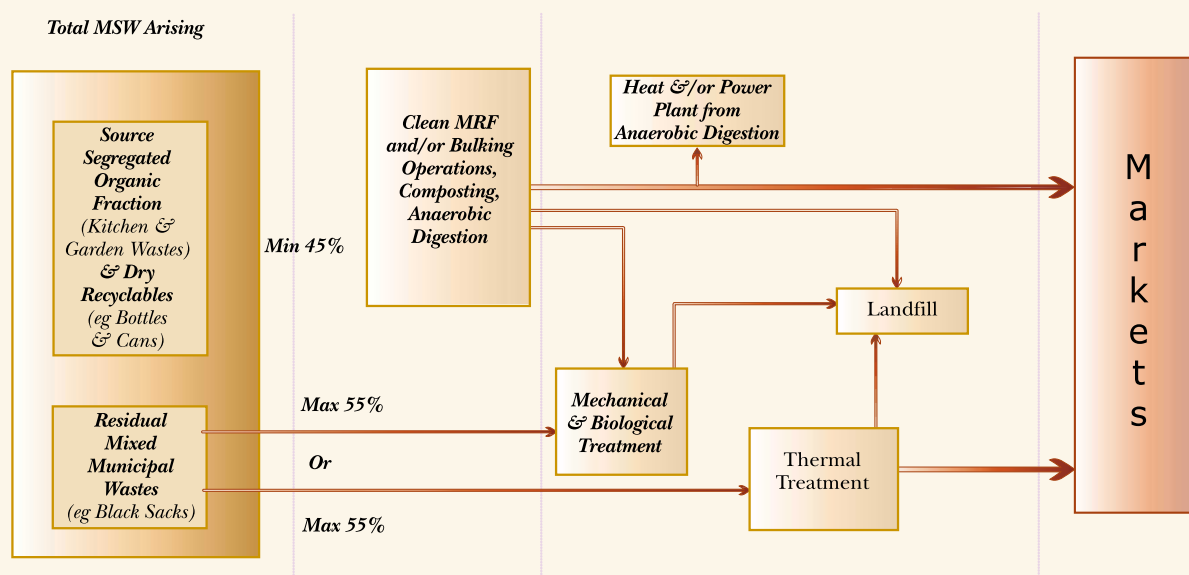 Total MSW Arising
Source
Segregated
Organic
Fraction
(Kitchen &
Garden Wastes)
& Dry
Recyclables
(eg Bottles
& Cans)
Residual
Mixed
Municipal
Wastes
(eg Black Sacks)
Min 45%
Max 55%
Or
Max 55%
Clean MRF
and/or Bulking
Operations,
Composting,
Anaerobic
Digestion
Heat &/or Power
Plant from
Anaerobic Digestion
Landfill
Mechanical
& Biological
Treatment
Thermal
Treatment
M
a
r
k
e
t
s